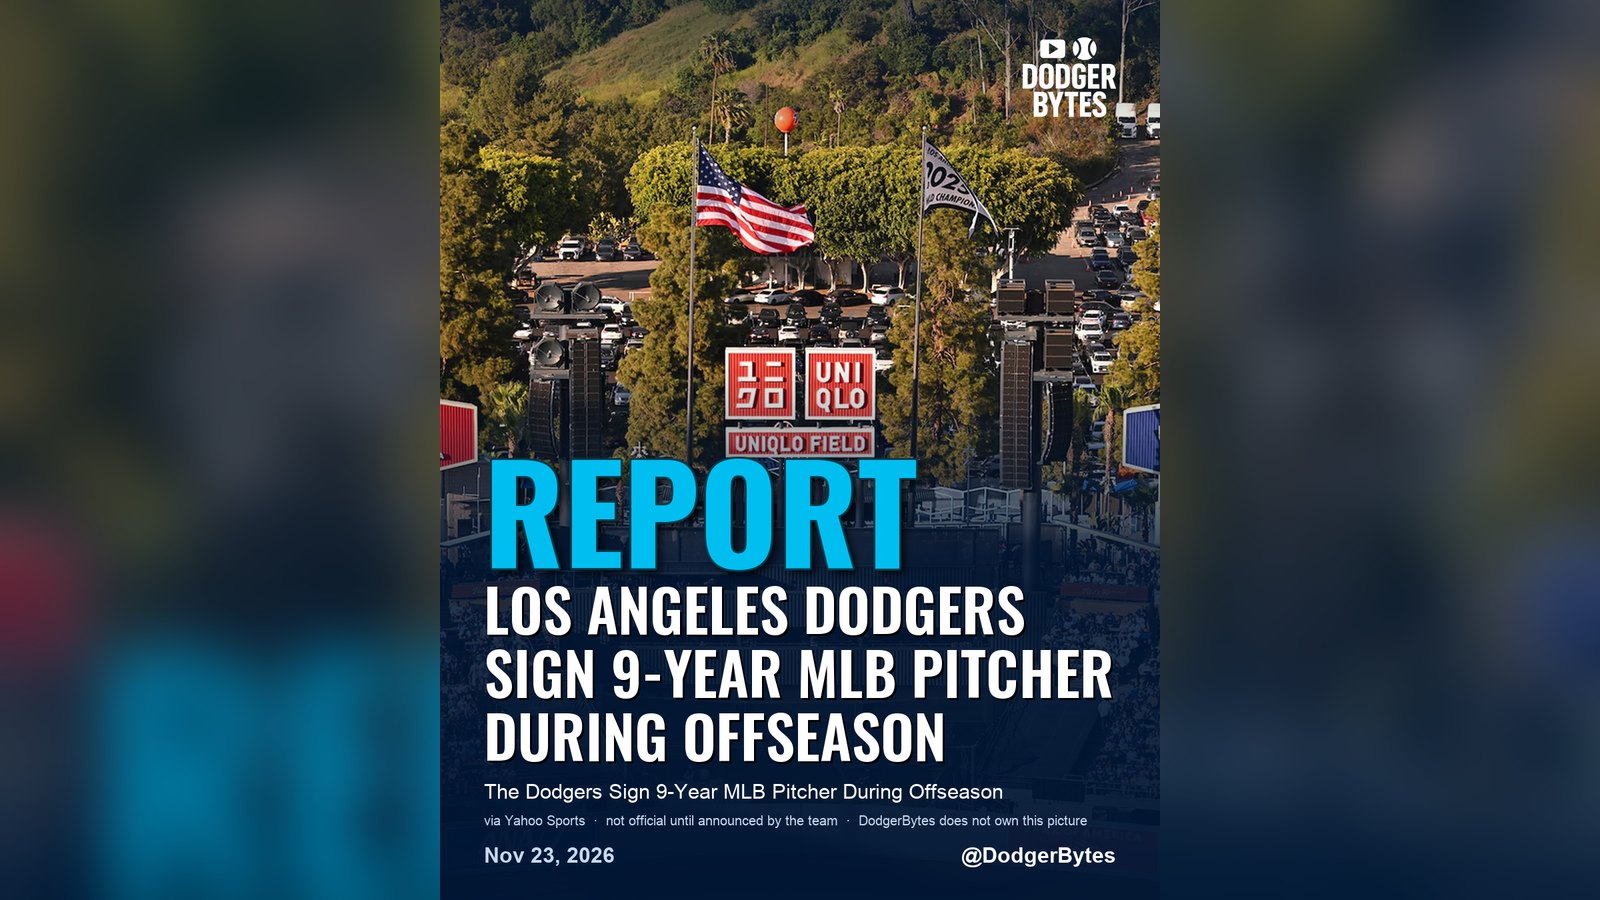 DODGER
BYTES
2025
ユニ
クロ
UNI
QLO
UNIQLO FIELD
REPORT
LOS ANGELES DODGERS
SIGN 9-YEAR MLB PITCHER
DURING OFFSEASON
The Dodgers Sign 9-Year MLB Pitcher During Offseason
via Yahoo Sports · not official until announced by the team · DodgerBytes does not own this picture
Nov 23, 2026
@DodgerBytes